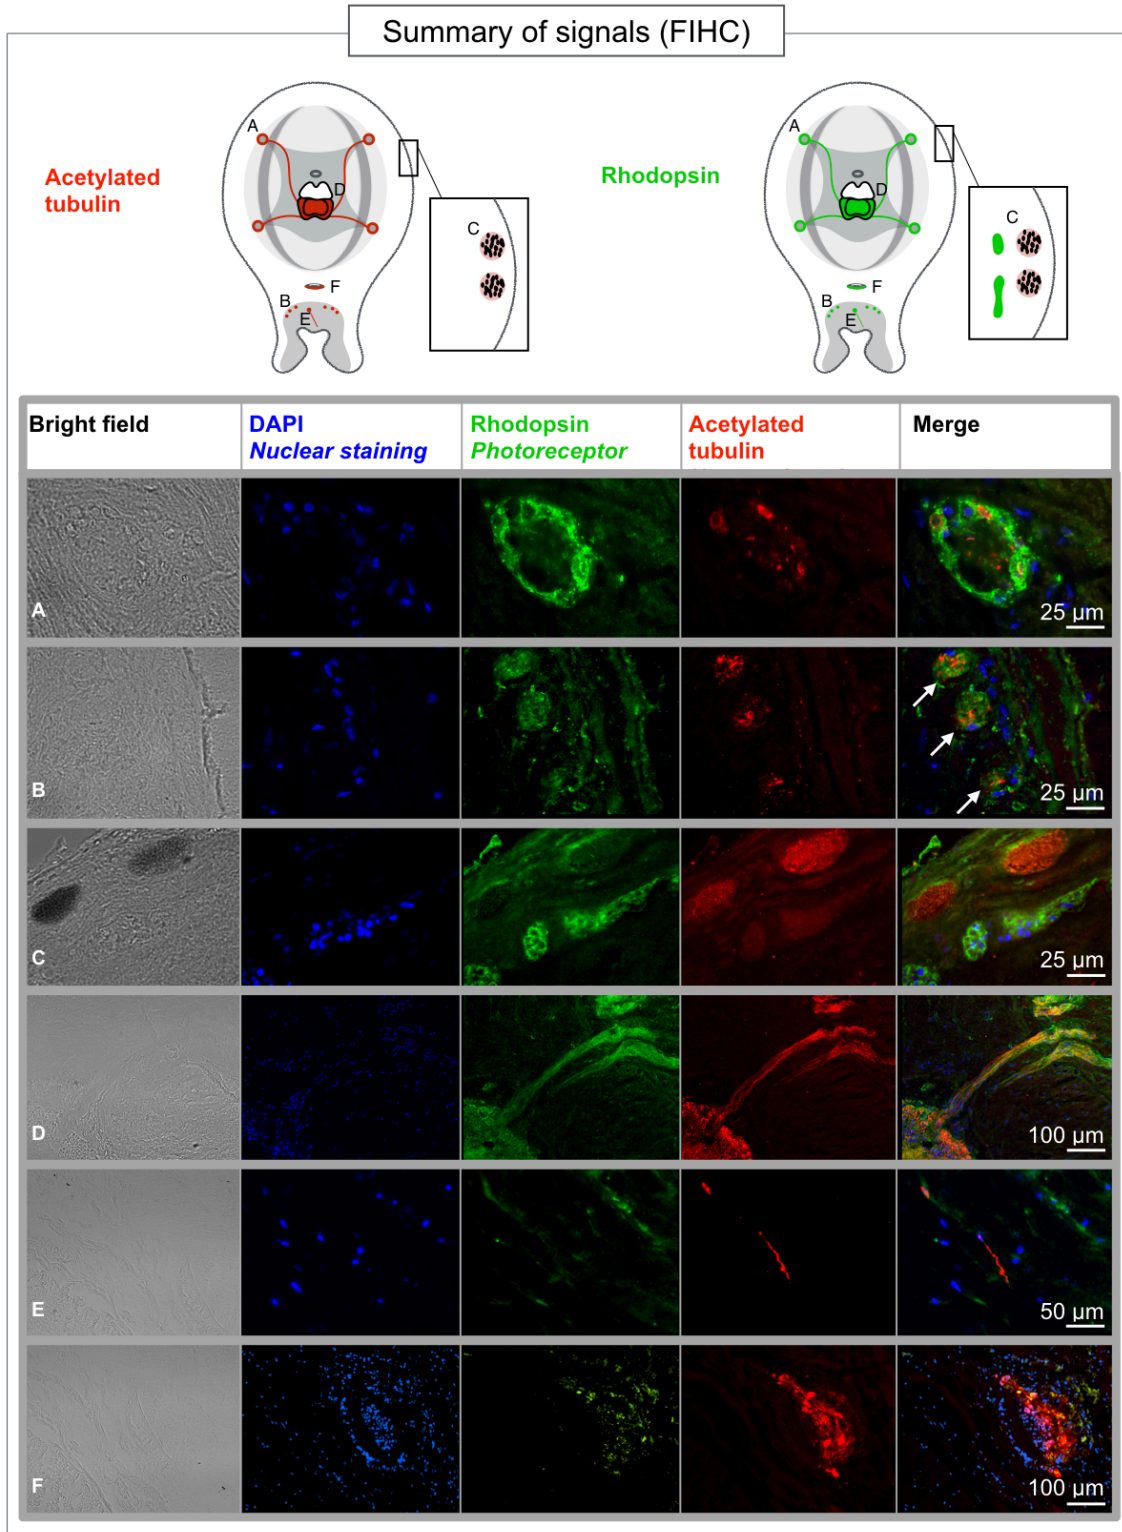 Summary of signals (FIHC)
Acetylated
tubulin
A
D
C
F
B
E
Rhodopsin
A
D
C
F
B
E
Bright field
DAPI
Nuclear staining
Rhodopsin
Photoreceptor
Acetylated
tubulin
Merge
A
25 µm
B
25 µm
C
25 µm
D
100 µm
E
50 µm
F
100 µm